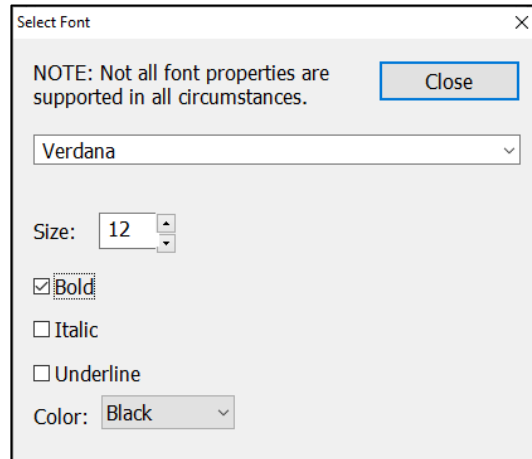 Select Font
NOTE: Not all font properties are
supported in all circumstances.
Close
Verdana
Size: 12
Bold
Italic
Underline
Color: Black